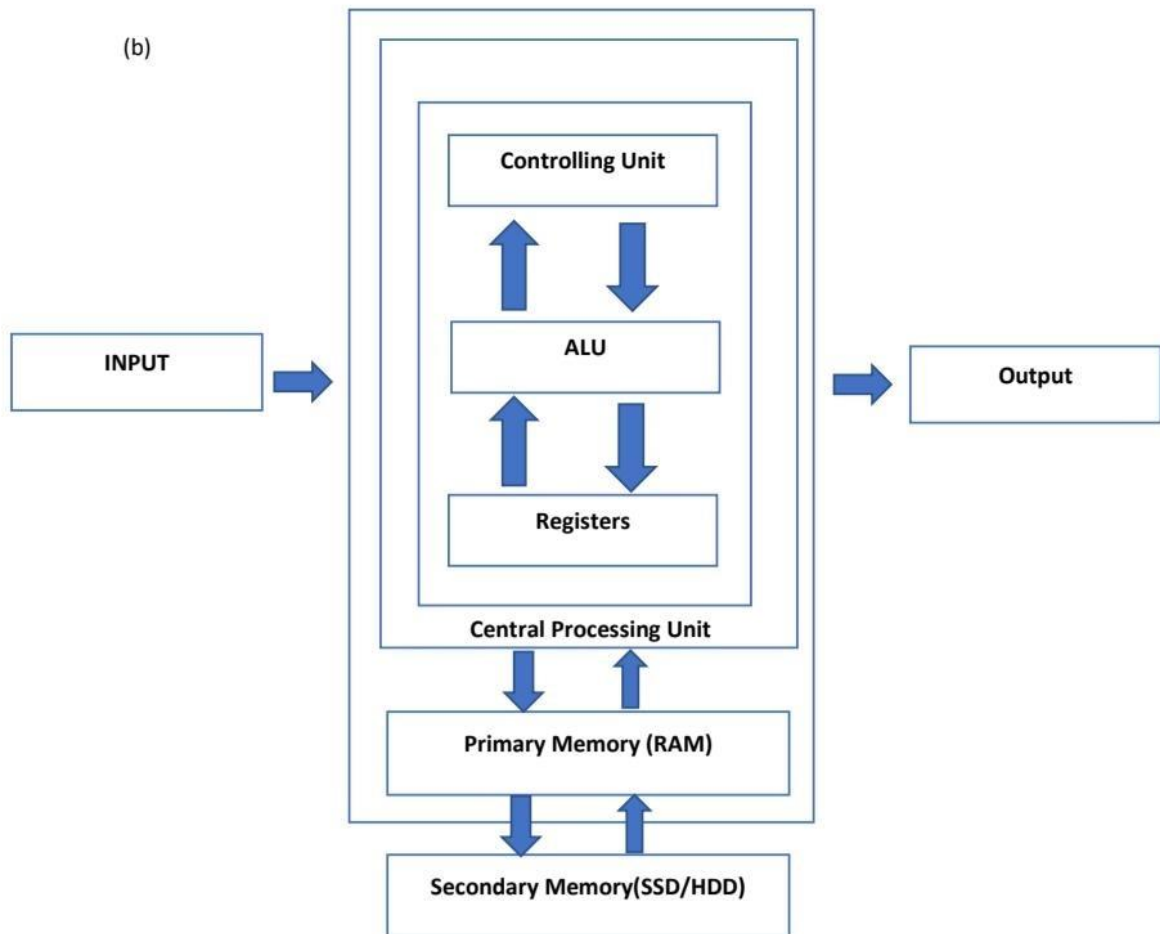 (b)
Controlling Unit
INPUT
ALU
Output
Registers
Central Processing Unit
Primary Memory (RAM)
Secondary Memory(SSD/HDD)